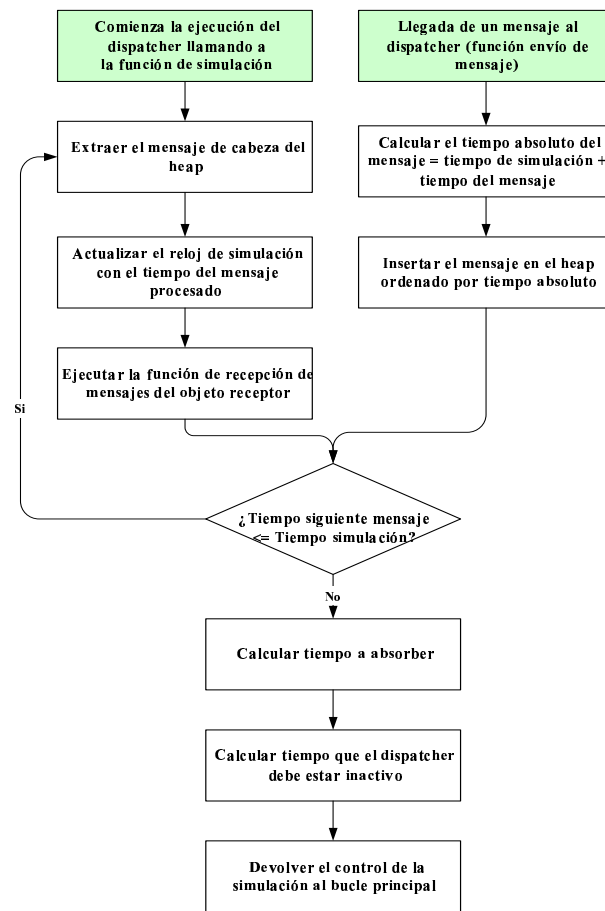 Comienza la ejecución del
dispatcher llamando a
la función de simulación
Llegada de un mensaje al
dispatcher (función envío de
mensaje)
Extraer el mensaje de cabeza del
heap
Calcular el tiempo absoluto del
mensaje = tiempo de simulación +
tiempo del mensaje
Actualizar el reloj de simulación
con el tiempo del mensaje
procesado
Insertar el mensaje en el heap
ordenado por tiempo absoluto
Ejecutar la función de recepción de
mensajes del objeto receptor
Si
¿Tiempo siguiente mensaje
<= Tiempo simulación?
No
Calcular tiempo a absorber
Calcular tiempo que el dispatcher
debe estar inactivo
Devolver el control de la
simulación al bucle principal